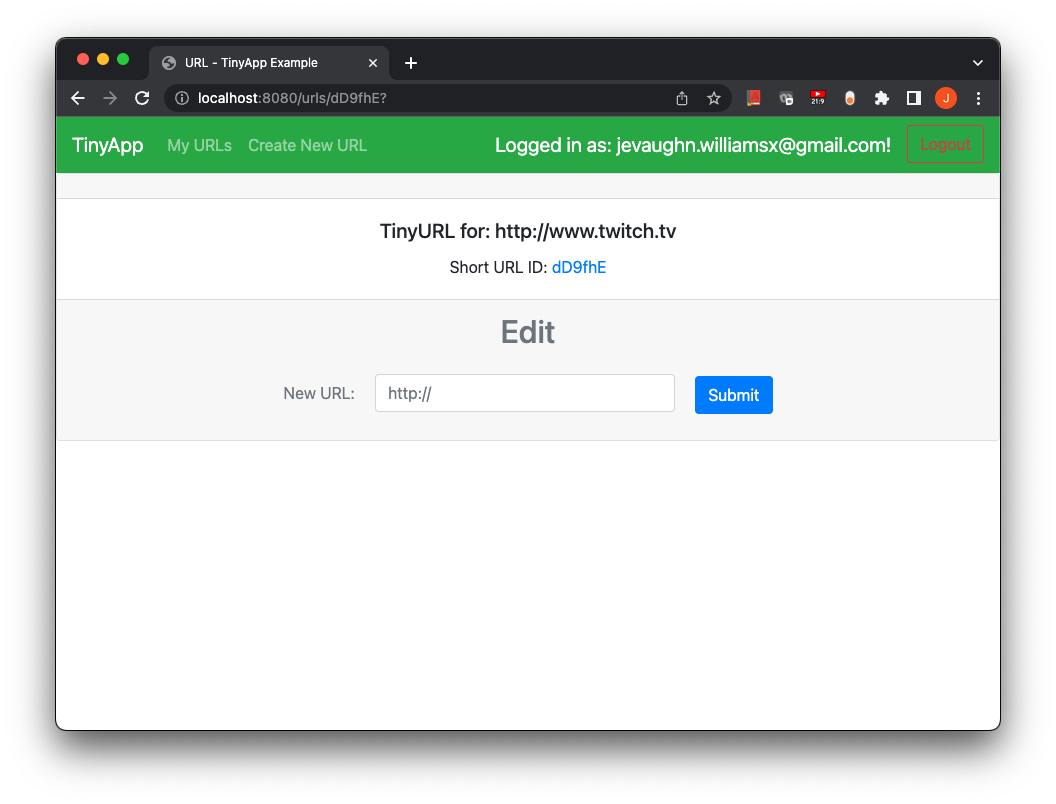 URL - TinyApp Example
localhost:8080/urls/dD9fhE?
21:9
J
TinyApp My URLs Create New URL Logged in as: jevaughn.williamsx@gmail.com! Logout
TinyURL for: http://www.twitch.tv
Short URL ID: dD9fhE
Edit
New URL: http:// Submit